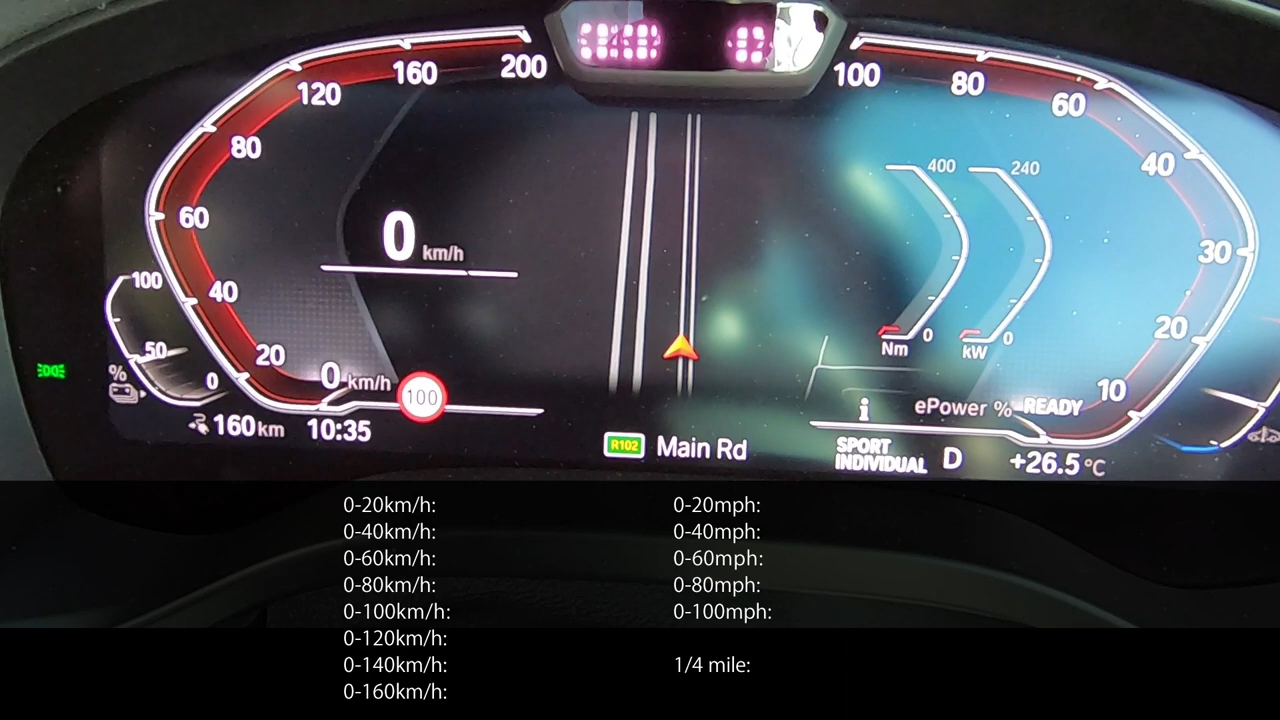 200
160
120
80
60
40
20
0 km/h
0 km/h
100
100
50
0
%
160 km
10:35
R102 Main Rd
100
80
60
40
30
20
10
400
0
Nm
240
0
kW
ePower % READY
SPORT
INDIVIDUAL
D
+26.5 °C
0-20km/h:
0-40km/h:
0-60km/h:
0-80km/h:
0-100km/h:
0-120km/h:
0-140km/h:
0-160km/h:
0-20mph:
0-40mph:
0-60mph:
0-80mph:
0-100mph:
1/4 mile: